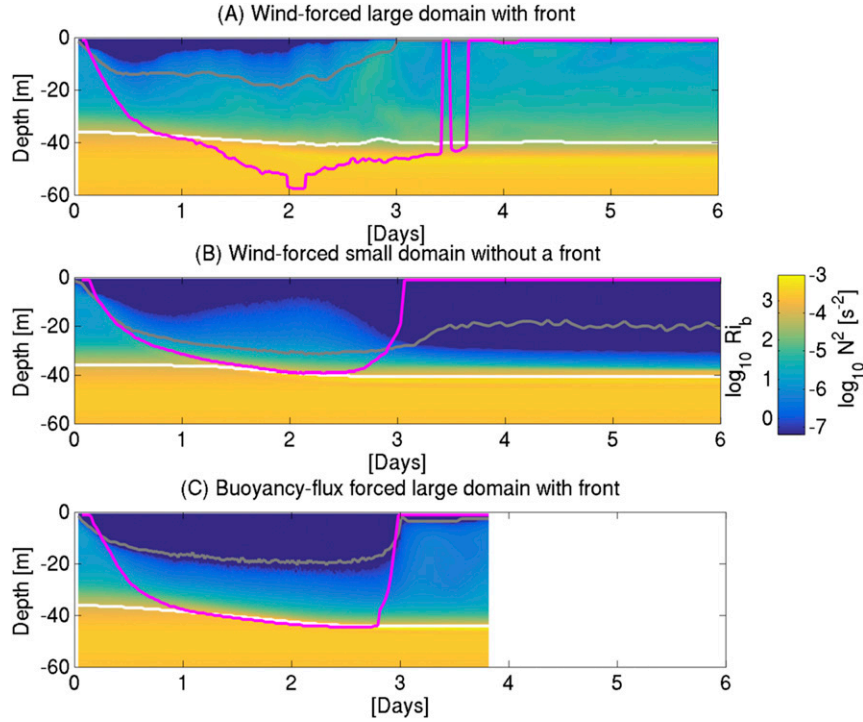 (A) Wind-forced large domain with front
0
-20
-40
-60
Depth [m]
0 1 2 3 4 5 6
[Days]
(B) Wind-forced small domain without a front
0
-20
-40
-60
Depth [m]
0 1 2 3 4 5 6
[Days]
log10 Rib
3
2
1
0
-3
-4
-5
-6
-7
log10 N² [s⁻²]
(C) Buoyancy-flux forced large domain with front
0
-20
-40
-60
Depth [m]
0 1 2 3 4 5 6
[Days]